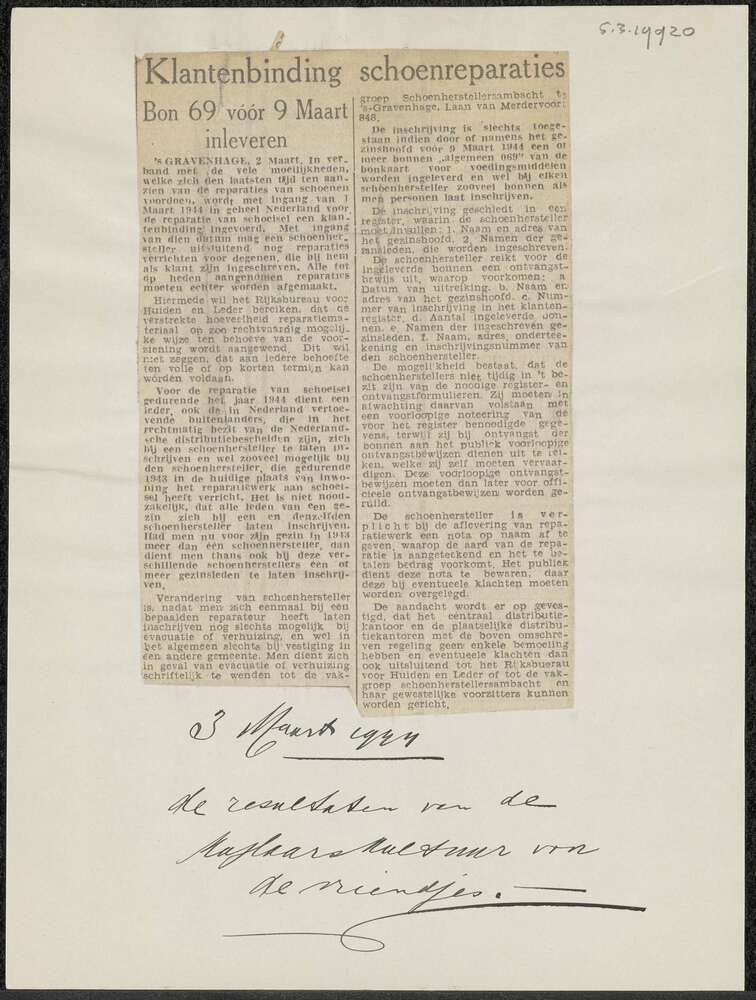 5.3.19920
Klantenbinding schoenreparaties
Bon 69 vóór 9 Maart
inleveren
's GRAVENHAGE, 2 Maart. In ver-
band met de vele moeilijkheden,
welke zich den laatsten tijd ten aan-
zien van de reparaties van schoenen
voordoen, wordt met ingang van 1
Maart 1944 in geheel Nederland voor
de reparatie van schoeisel een klan-
tenbinding ingevoerd. Met ingang
van dien datum mag een schoenher-
steller uitsluitend nog reparaties
verrichten voor degenen, die bij hem
als klant zijn ingeschreven. Alle tot
op heden aangenomen reparaties
moeten echter worden afgemaakt.
Hiermede wil het Rijksbureau voor
Huiden en Leder bereiken, dat de
verstrekte hoeveelheid reparatiema-
teriaal op zoo rechtvaardig mogelij-
ke wijze ten behoeve van de voor-
ziening wordt aangewend. Dit wil
niet zeggen, dat aan iedere behoefte
ten volle of op korten termijn kan
worden voldaan.
Voor de reparatie van schoeisel
gedurende het jaar 1944 dient een
ieder, ook de in Nederland vertoe-
vende buitenlanders, die in het
rechtmatig bezit van de Nederland-
sche distributiebescheiden zijn, zich
bij een schoenhersteller te laten in-
schrijven en wel zooveel mogelijk bij
den schoenhersteller, die gedurende
1943 in de huidige plaats van inwo-
ning het reparatiewerk aan schoei-
sel heeft verricht. Het is niet nood-
zakelijk, dat alle leden van een ge-
zin zich bij een en denzelfden
schoenhersteller laten inschrijven.
Had men nu voor zijn gezin in 1943
meer dan één schoenhersteller, dan
dient men thans ook bij deze ver-
schillende schoenherstellers één of
meer gezinsleden te laten inschrij-
ven.
Verandering van schoenhersteller
is, nadat men zich eenmaal bij een
bepaalden reparateur heeft laten
inschrijven nog slechts mogelijk bij
evacuatie of verhuizing, en wel in
het algemeen slechts bij vestiging in
een andere gemeente. Men dient zich
in geval van evacuatie of verhuizing
schriftelijk te wenden tot de vak-
groep Schoenherstellersambacht te
's-Gravenhage, Laan van Merdervoort
848.
De inschrijving is slechts toege-
staan indien door of namens het ge-
zinshoofd vóór 9 Maart 1944 een of
meer bonnen „algemeen 069" van de
bonkaart voor voedingsmiddelen
worden ingeleverd en wel bij elken
schoenhersteller zooveel bonnen als
men personen laat inschrijven.
De inschrijving geschiedt in een
register, waarin de schoenhersteller
moet invullen: 1. Naam en adres van
het gezinshoofd. 2. Namen der ge-
zinsleden, die worden ingeschreven.
De schoenhersteller reikt voor de
ingeleverde bonnen een ontvangst-
bewijs uit, waarop voorkomen: a
Datum van uitreiking. b. Naam en
adres van het gezinshoofd. c. Num-
mer van inschrijving in het klanten-
register. d. Aantal ingeleverde bon-
nen. e. Namen der ingeschreven ge-
zinsleden. f. Naam, adres, ondertee-
kening en inschrijvingsnummer van
den schoenhersteller.
De mogelijkheid bestaat, dat de
schoenherstellers niet tijdig in 't be-
zit zijn van de noodige register- en
ontvangstformulieren. Zij moeten in
afwachting daarvan volstaan met
een voorloopige noteering van de
voor het register benoodigde gege-
vens, terwijl zij bij ontvangst der
bonnen aan het publiek voorloopige
ontvangstbewijzen dienen uit te rei-
ken, welke zij zelf moeten vervaar-
digen. Deze voorloopige ontvangst-
bewijzen moeten dan later voor offi-
cieele ontvangstbewijzen worden ge-
ruild.
De schoenhersteller is ver-
plicht bij de aflevering van repa-
ratiewerk een nota op naam af te
geven, waarop de aard van de repa-
ratie is aangeteekend en het te be-
talen bedrag voorkomt. Het publiek
dient deze nota te bewaren, daar
deze bij eventueele klachten moeten
worden overgelegd.
De aandacht wordt er op geves-
tigd, dat het centraal distributie-
kantoor en de plaatselijke distribu-
tiekantoren met de boven omschre-
ven regeling geen enkele bemoeiing
hebben en eventueele klachten dan
ook uitsluitend tot het Rijksbureau
voor Huiden en Leder of tot de vak-
groep schoenherstellersambacht en
haar gewestelijke voorzitters kunnen
worden gericht.
3 Maart 1944
de resultaten van de
Kaplaars Kultuur von
de vriendjes.